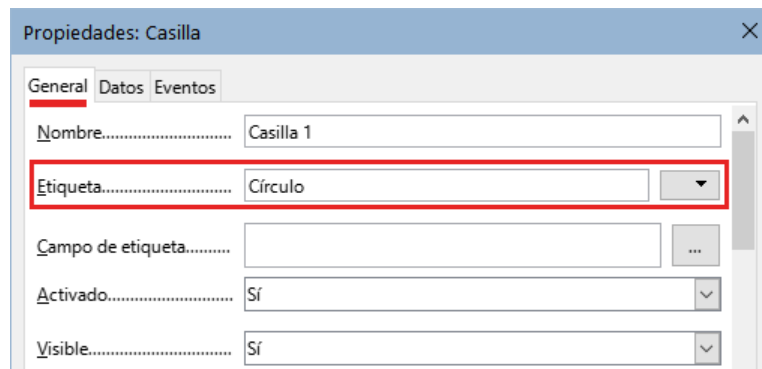 Propiedades: Casilla
General Datos Eventos
Nombre............................. Casilla 1
Etiqueta............................. Círculo
Campo de etiqueta.......... ...
Activado............................ Sí
Visible................................ Sí